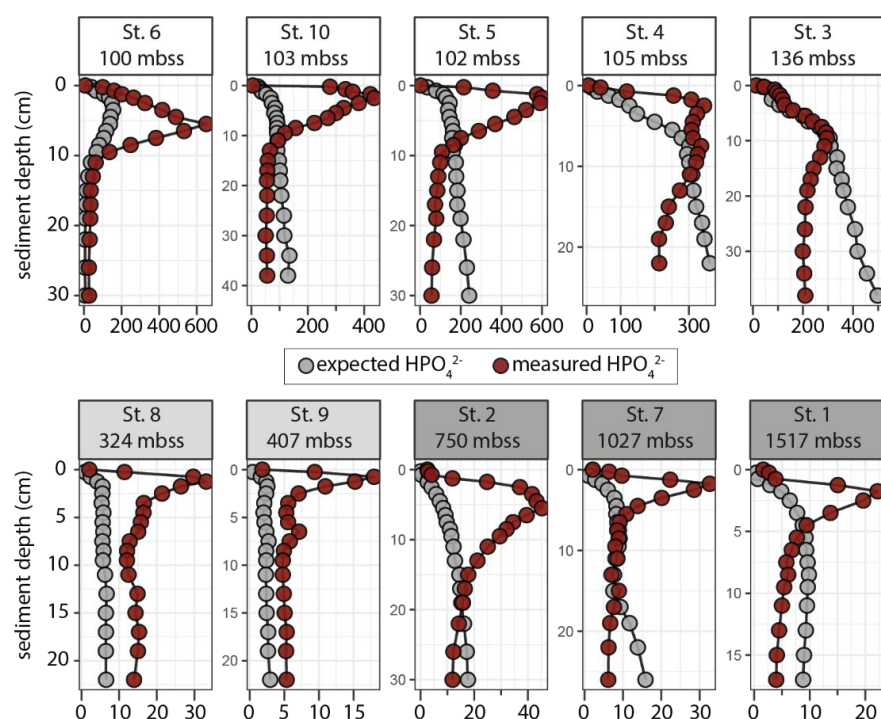 St. 6
100 mbss
St. 10
103 mbss
St. 5
102 mbss
St. 4
105 mbss
St. 3
136 mbss
sediment depth (cm)
0
10
20
30
0 200 400 600
0
10
20
30
40
0 200 400
0
10
20
30
0 200 400 600
0
10
20
0 100 300
0
10
20
30
0 200 400
expected HPO₄²⁻ measured HPO₄²⁻
St. 8
324 mbss
St. 9
407 mbss
St. 2
750 mbss
St. 7
1027 mbss
St. 1
1517 mbss
sediment depth (cm)
0
5
10
15
20
0 10 20 30
0
5
10
15
20
0 5 10 15
0
10
20
30
0 20 40
0
10
20
0 10 20 30
0
5
10
15
0 10 20